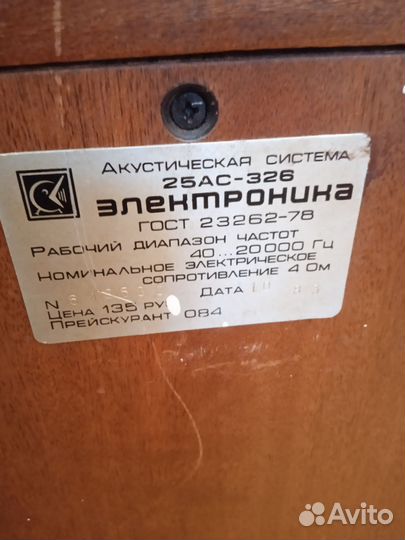 Акустическая система
25АС-326
электроника
ГОСТ 23262-78
Рабочий диапазон частот
40...20000 Гц
Номинальное электрическое
сопротивление 4 Ом
N Дата
Цена 135 ру
Прейскурант 084
Avito